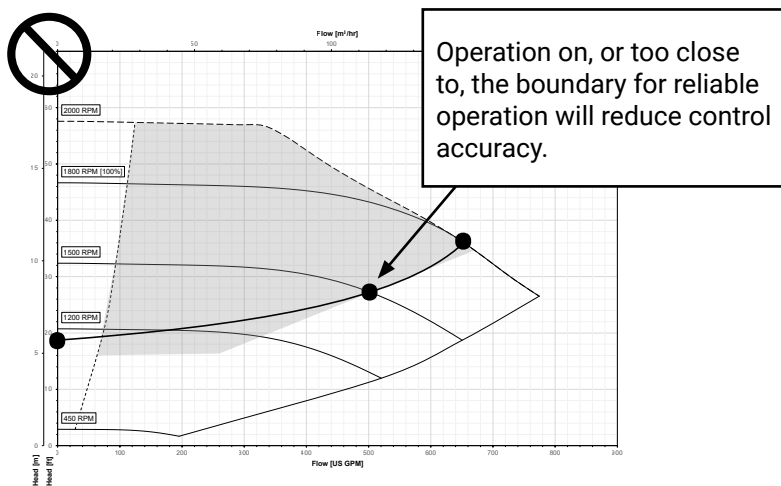 Flow [m³/hr]
50
100
Operation on, or too close
to, the boundary for reliable
operation will reduce control
accuracy.
20
2000 RPM
50
15
1800 RPM [100%]
40
1500 RPM
10
30
1200 RPM
20
5
10
450 RPM
0
0
100
200
300
400
500
600
700
800
Flow [US GPM]
Head [m]
Head [ft]